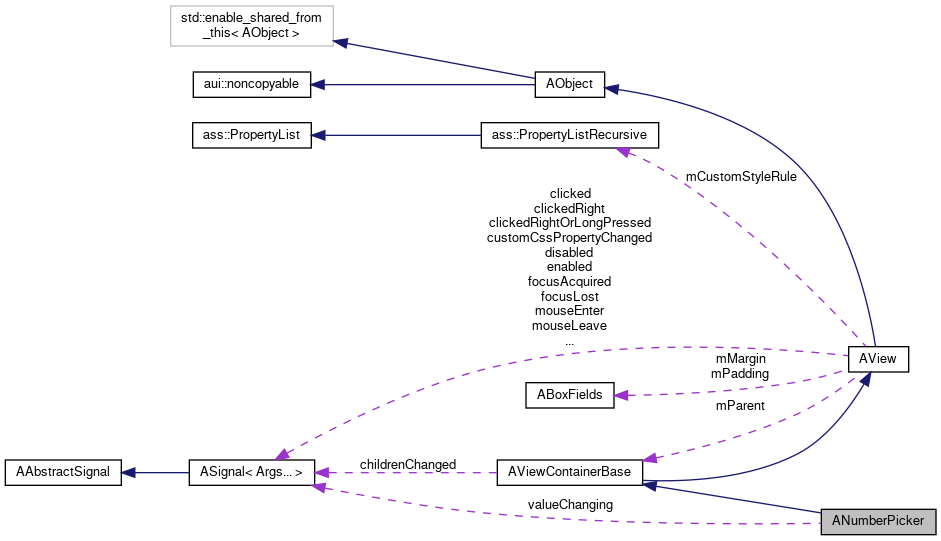 std::enable_shared_from
_this< AObject >
aui::noncopyable
AObject
ass::PropertyList
ass::PropertyListRecursive
mCustomStyleRule
clicked
clickedRight
clickedRightOrLongPressed
customCssPropertyChanged
disabled
enabled
focusAcquired
focusLost
mouseEnter
mouseLeave
...
AView
mMargin
mPadding
ABoxFields
mParent
AAbstractSignal
ASignal< Args... >
childrenChanged
AViewContainerBase
valueChanging
ANumberPicker